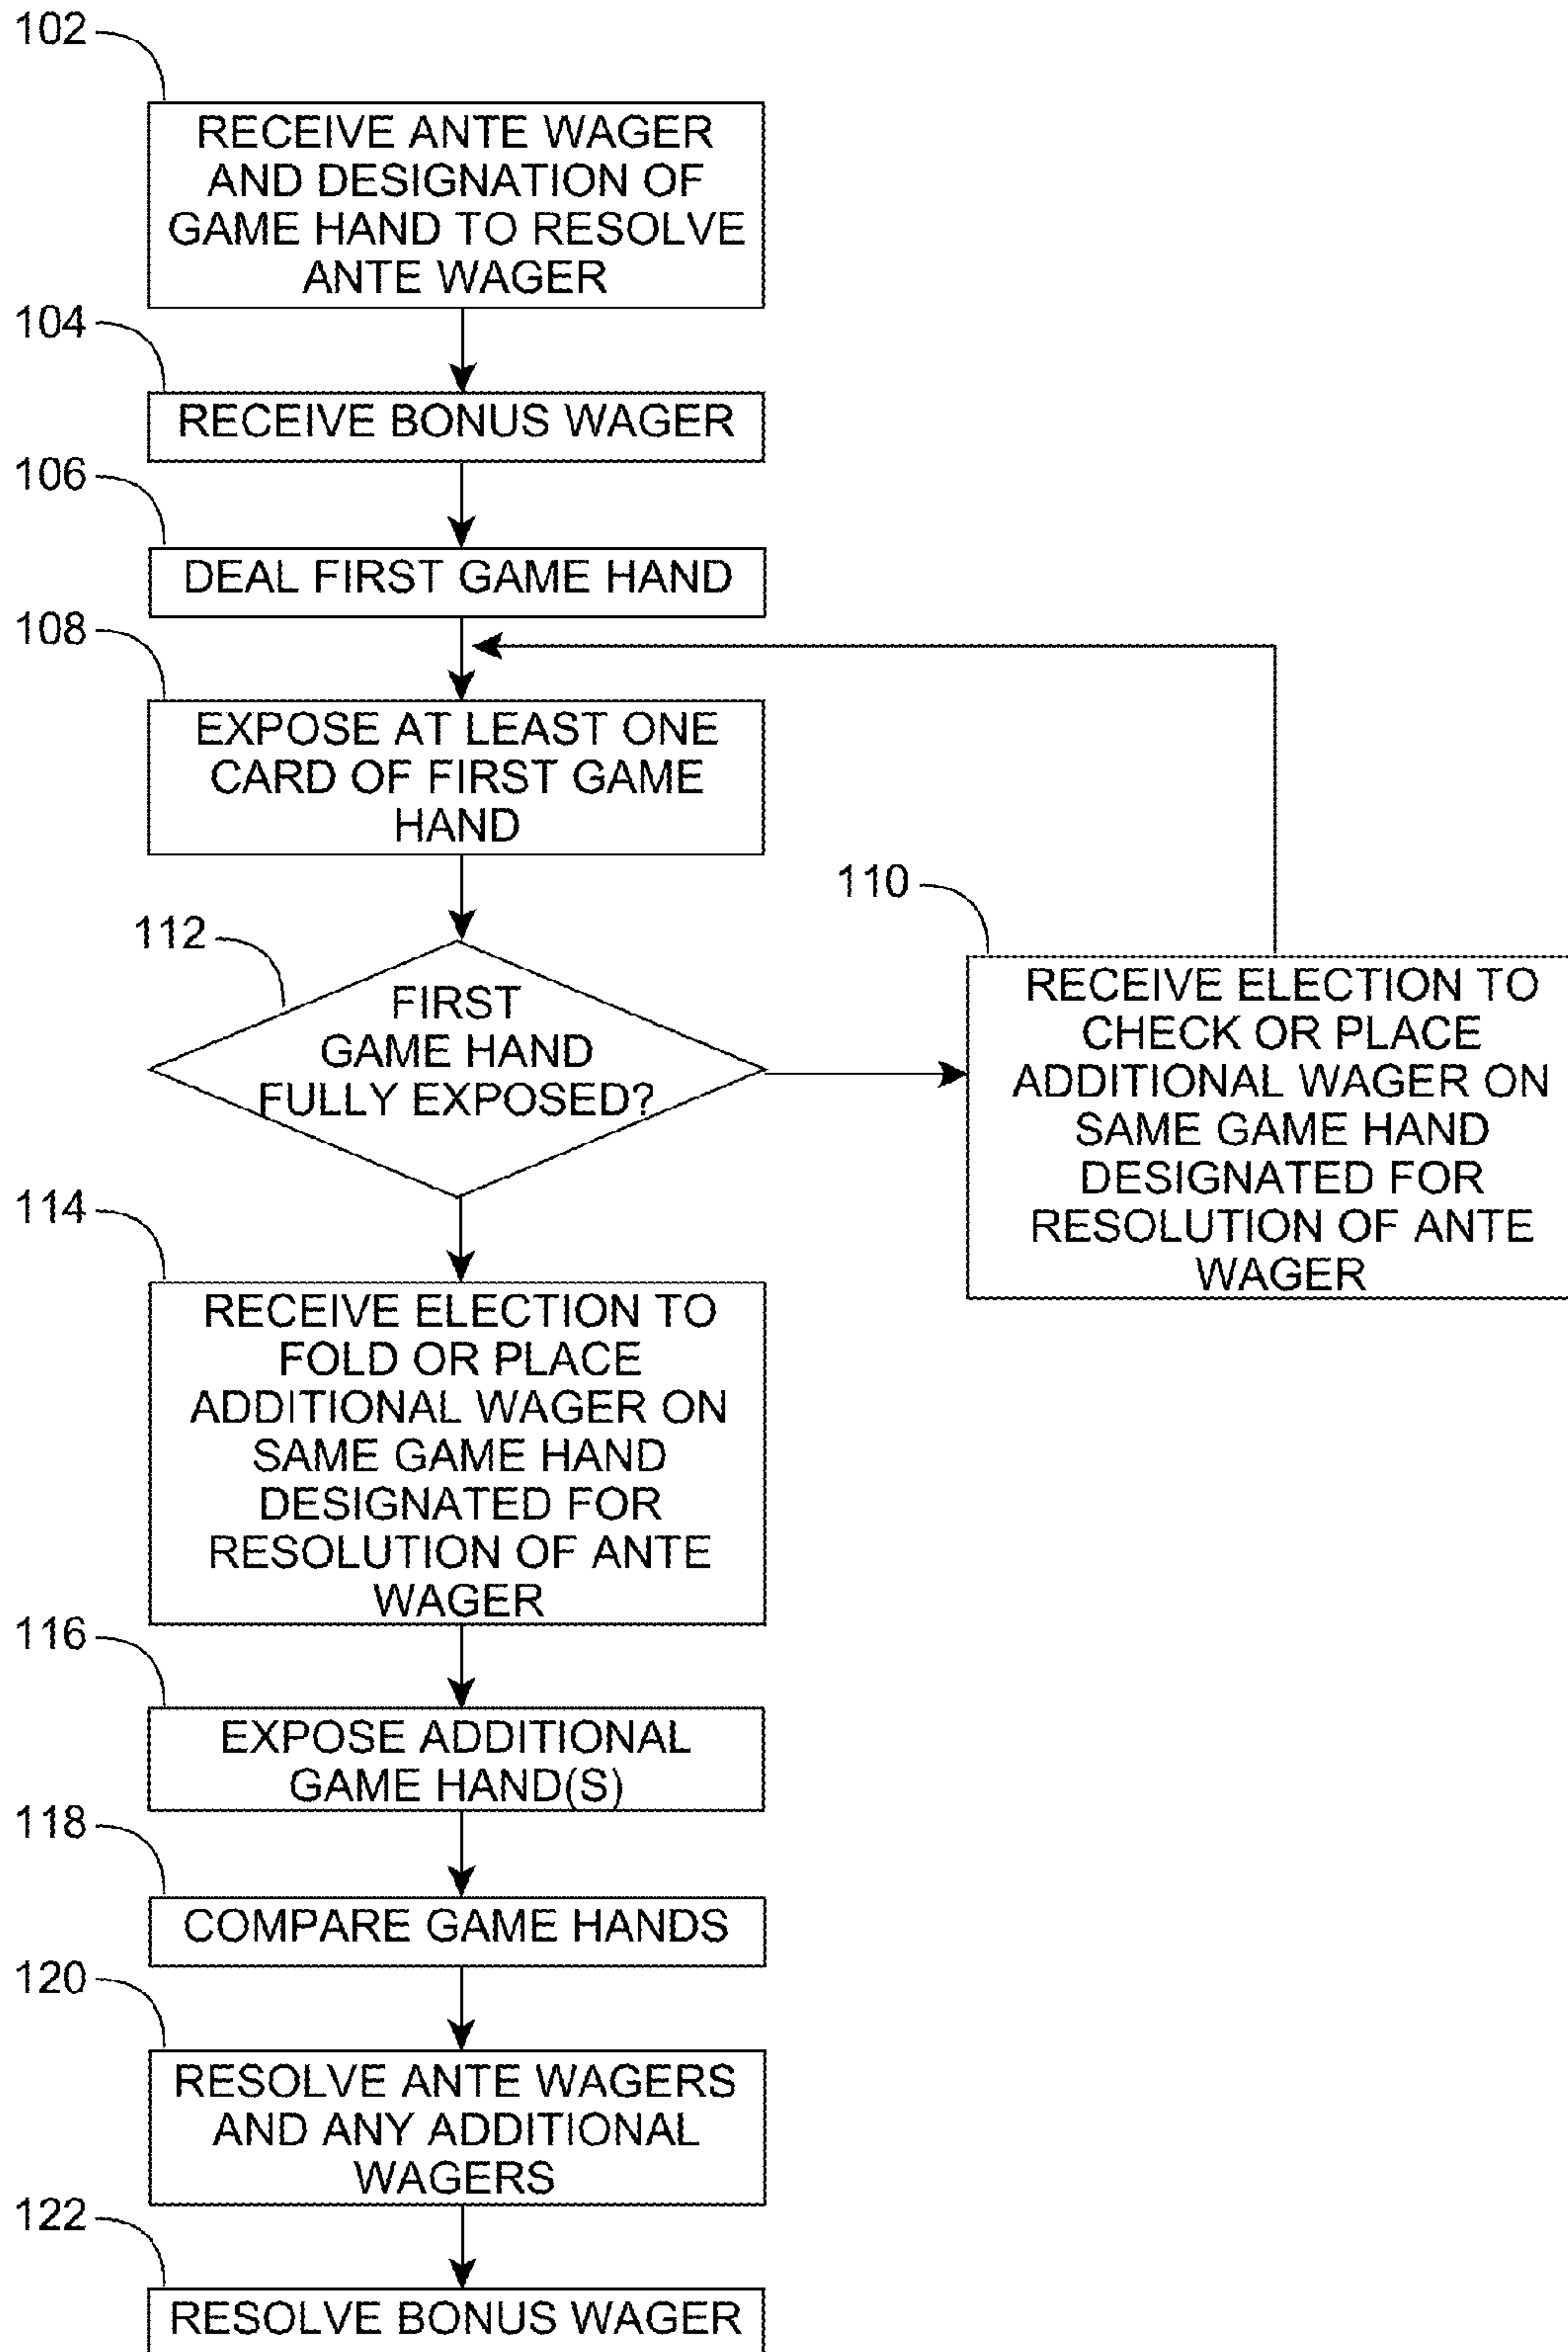 102
RECEIVE ANTE WAGER
AND DESIGNATION OF
GAME HAND TO RESOLVE
ANTE WAGER
104
RECEIVE BONUS WAGER
106
DEAL FIRST GAME HAND
108
EXPOSE AT LEAST ONE
CARD OF FIRST GAME
HAND
112
FIRST
GAME HAND
FULLY EXPOSED?
110
RECEIVE ELECTION TO
CHECK OR PLACE
ADDITIONAL WAGER ON
SAME GAME HAND
DESIGNATED FOR
RESOLUTION OF ANTE
WAGER
114
RECEIVE ELECTION TO
FOLD OR PLACE
ADDITIONAL WAGER ON
SAME GAME HAND
DESIGNATED FOR
RESOLUTION OF ANTE
WAGER
116
EXPOSE ADDITIONAL
GAME HAND(S)
118
COMPARE GAME HANDS
120
RESOLVE ANTE WAGERS
AND ANY ADDITIONAL
WAGERS
122
RESOLVE BONUS WAGER